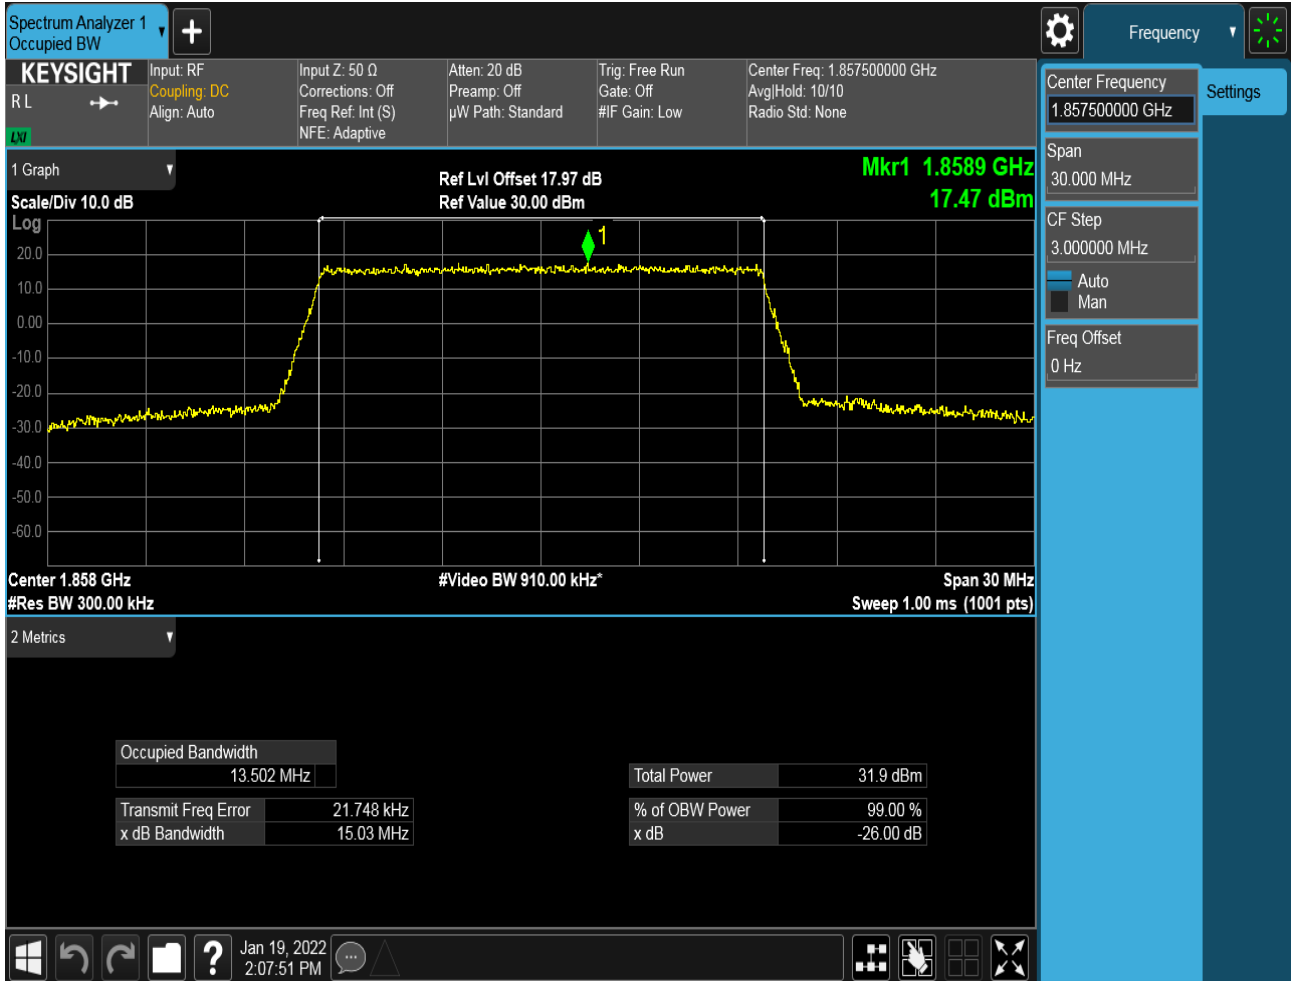 Spectrum Analyzer 1
Occupied BW
Frequency
KEYSIGHT
R L
LXI
Input: RF
Coupling: DC
Align: Auto
Input Z: 50 Ω
Corrections: Off
Freq Ref: Int (S)
NFE: Adaptive
Atten: 20 dB
Preamp: Off
µW Path: Standard
Trig: Free Run
Gate: Off
#IF Gain: Low
Center Freq: 1.857500000 GHz
Avg|Hold: 10/10
Radio Std: None
Center Frequency
1.857500000 GHz
Settings
Span
30.000 MHz
CF Step
3.000000 MHz
Auto
Man
Freq Offset
0 Hz
1 Graph
Scale/Div 10.0 dB
Log
Ref Lvl Offset 17.97 dB
Ref Value 30.00 dBm
Mkr1 1.8589 GHz
17.47 dBm
1
20.0
10.0
0.00
-10.0
-20.0
-30.0
-40.0
-50.0
-60.0
Center 1.858 GHz
#Res BW 300.00 kHz
#Video BW 910.00 kHz*
Span 30 MHz
Sweep 1.00 ms (1001 pts)
2 Metrics
Occupied Bandwidth
13.502 MHz
Transmit Freq Error 21.748 kHz
x dB Bandwidth 15.03 MHz
Total Power 31.9 dBm
% of OBW Power 99.00 %
x dB -26.00 dB
?
Jan 19, 2022
2:07:51 PM